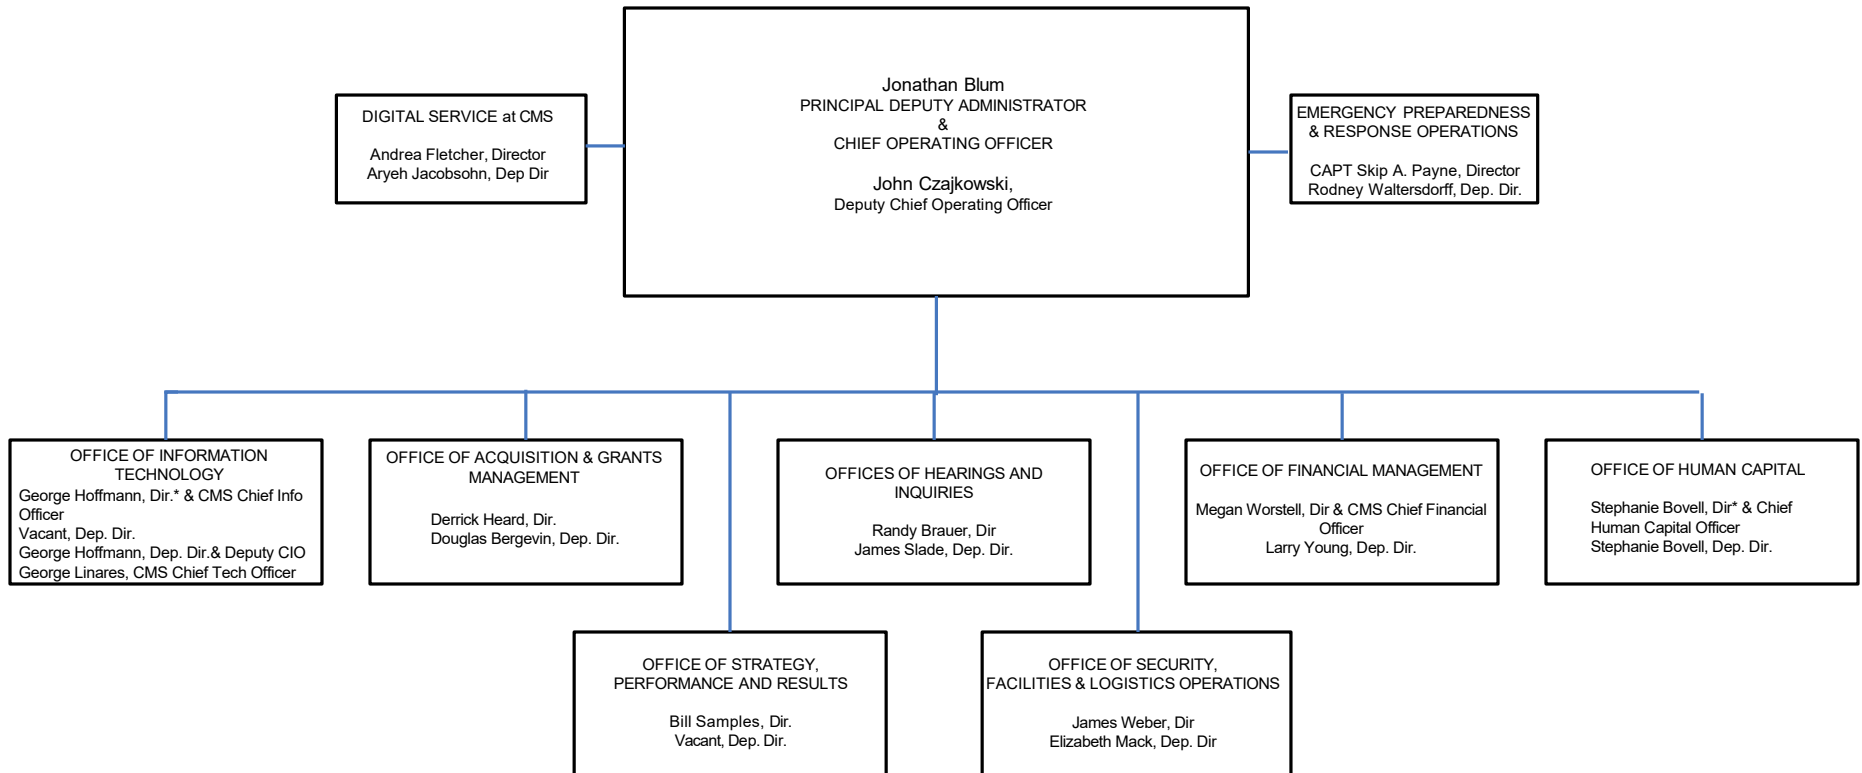 Jonathan Blum
PRINCIPAL DEPUTY ADMINISTRATOR
&
CHIEF OPERATING OFFICER
John Czajkowski,
Deputy Chief Operating Officer
DIGITAL SERVICE at CMS
Andrea Fletcher, Director
Aryeh Jacobsohn, Dep Dir
EMERGENCY PREPAREDNESS
& RESPONSE OPERATIONS
CAPT Skip A. Payne, Director
Rodney Waltersdorff, Dep. Dir.
OFFICE OF INFORMATION
TECHNOLOGY
George Hoffmann, Dir.* & CMS Chief Info
Officer
Vacant, Dep. Dir.
George Hoffmann, Dep. Dir.& Deputy CIO
George Linares, CMS Chief Tech Officer
OFFICE OF ACQUISITION & GRANTS
MANAGEMENT
Derrick Heard, Dir.
Douglas Bergevin, Dep. Dir.
OFFICES OF HEARINGS AND
INQUIRIES
Randy Brauer, Dir
James Slade, Dep. Dir.
OFFICE OF FINANCIAL MANAGEMENT
Megan Worstell, Dir & CMS Chief Financial
Officer
Larry Young, Dep. Dir.
OFFICE OF HUMAN CAPITAL
Stephanie Bovell, Dir* & Chief
Human Capital Officer
Stephanie Bovell, Dep. Dir.
OFFICE OF STRATEGY,
PERFORMANCE AND RESULTS
Bill Samples, Dir.
Vacant, Dep. Dir.
OFFICE OF SECURITY,
FACILITIES & LOGISTICS OPERATIONS
James Weber, Dir
Elizabeth Mack, Dep. Dir